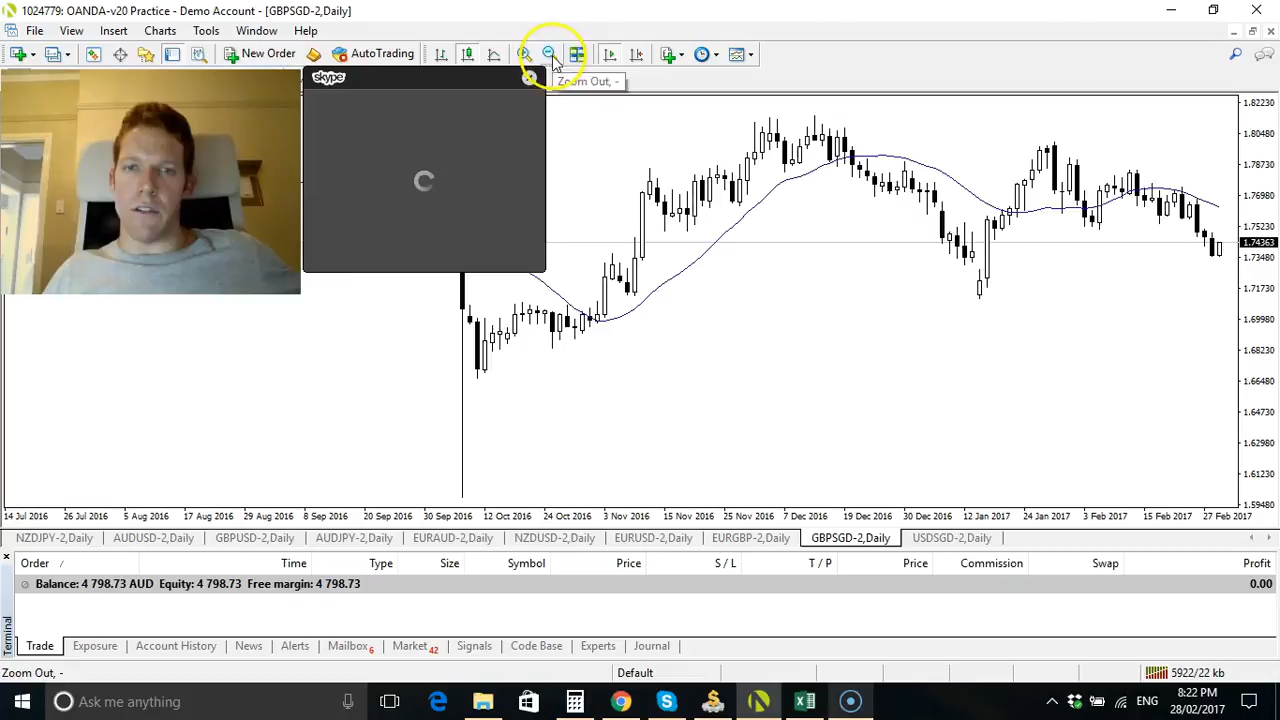 1024779: OANDA-v20 Practice - Demo Account - [GBPSGD-2,Daily]
File View Insert Charts Tools Window Help
New Order AutoTrading
skype
Zoom Out, -
1.82230
1.80480
1.78730
1.76980
1.75230
1.74363
1.73480
1.71730
1.69980
1.68230
1.66480
1.64730
1.62980
1.61230
1.59480
14 Jul 2016 26 Jul 2016 5 Aug 2016 17 Aug 2016 29 Aug 2016 8 Sep 2016 20 Sep 2016 30 Sep 2016 12 Oct 2016 24 Oct 2016 3 Nov 2016 15 Nov 2016 25 Nov 2016 7 Dec 2016 19 Dec 2016 30 Dec 2016 12 Jan 2017 24 Jan 2017 3 Feb 2017 15 Feb 2017 27 Feb 2017
NZDJPY-2,Daily AUDUSD-2,Daily GBPUSD-2,Daily AUDJPY-2,Daily EURAUD-2,Daily NZDUSD-2,Daily EURUSD-2,Daily EURGBP-2,Daily GBPSGD-2,Daily USDSGD-2,Daily
Order / Time Type Size Symbol Price S / L T / P Price Commission Swap Profit
Balance: 4 798.73 AUD Equity: 4 798.73 Free margin: 4 798.73 0.00
Terminal
Trade Exposure Account History News Alerts Mailbox 6 Market 42 Signals Code Base Experts Journal
Zoom Out, - Default 5922/22 kb
Ask me anything ENG 8:22 PM
28/02/2017